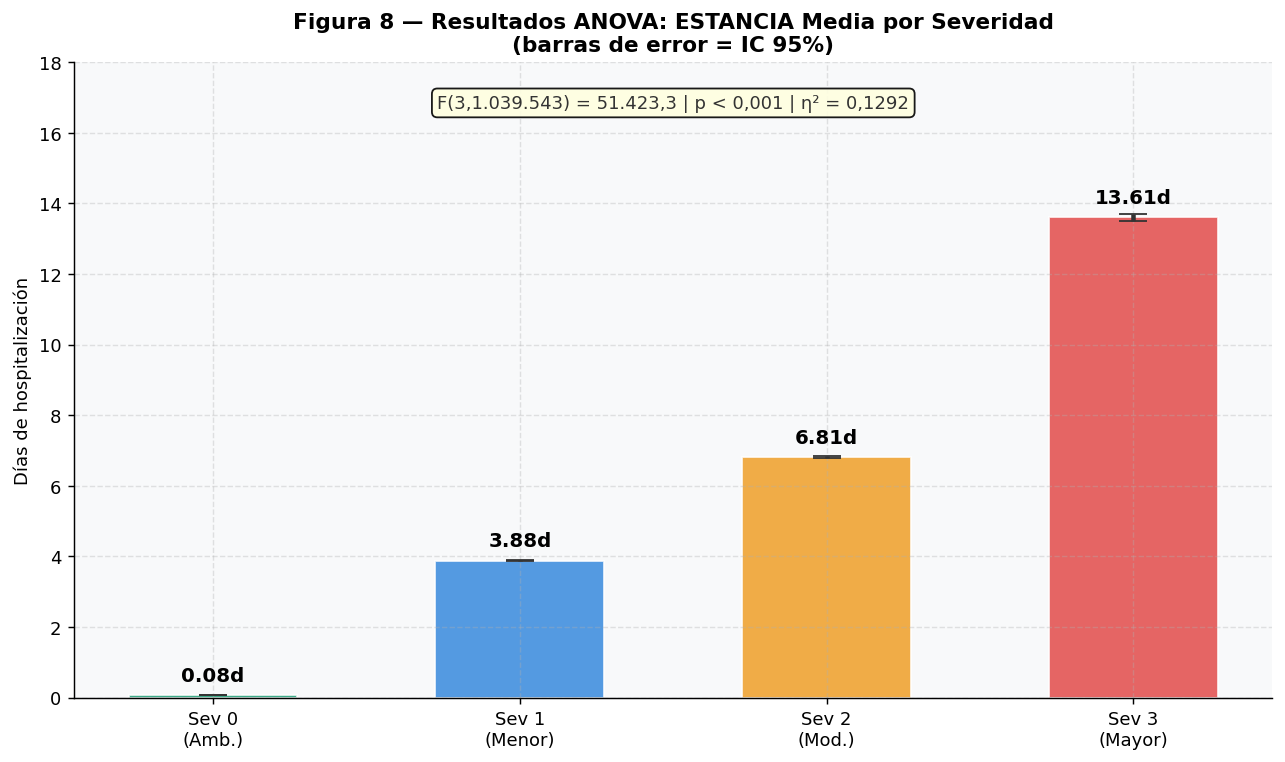 Figura 8 — Resultados ANOVA: ESTANCIA Media por Severidad
(barras de error = IC 95%)
F(3,1.039.543) = 51.423,3 | p < 0,001 | η² = 0,1292
Días de hospitalización
18
16
14
12
10
8
6
4
2
0
0.08d
3.88d
6.81d
13.61d
Sev 0
(Amb.)
Sev 1
(Menor)
Sev 2
(Mod.)
Sev 3
(Mayor)